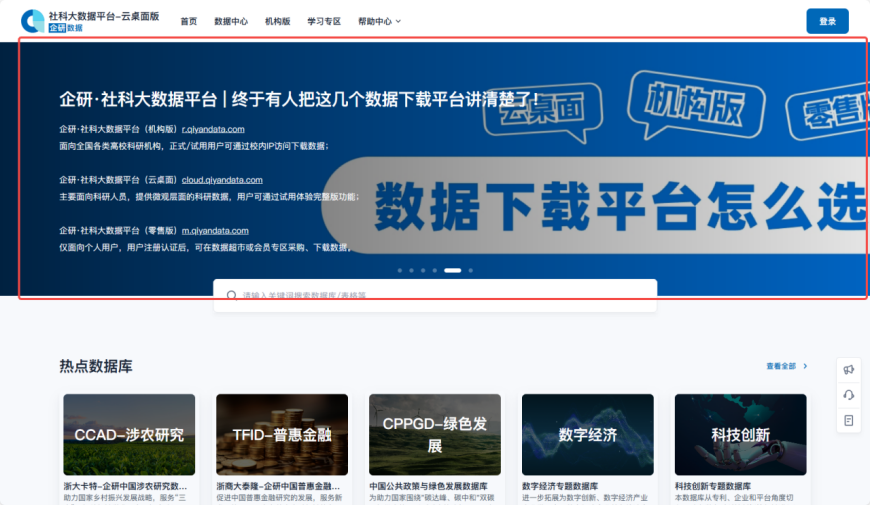 社科大数据平台-云桌面版
企研数据
首页 数据中心 机构版 学习专区 帮助中心
登录
企研·社科大数据平台 | 终于有人把这几个数据下载平台讲清楚了!
企研·社科大数据平台（机构版）r.qiyandata.com
面向全国各类高校科研机构，正式/试用用户可通过校内IP访问下载数据；
企研·社科大数据平台（云桌面）cloud.qiyandata.com
主要面向科研人员，提供微观层面的科研数据，用户可通过试用体验完整版功能；
企研·社科大数据平台（零售版）m.qiyandata.com
仅面向个人用户，用户注册认证后，可在数据超市或会员专区采购、下载数据。
云桌面
机构版
零售版
数据下载平台怎么选
请输入关键词搜索数据库/表格等
热点数据库
查看全部
CCAD-涉农研究
TFID-普惠金融
CPPGD-绿色发
展
数字经济
科技创新
浙大卡特-企研中国涉农研究数...
助力国家乡村振兴发展战略，服务“三
浙商大泰隆-企研中国普惠金融...
促进中国普惠金融研究的发展，服务新
中国公共政策与绿色发展数据库
为助力国家围绕“碳达峰、碳中和”双碳
数字经济专题数据库
进一步拓展为数字创新、数字经济产业
科技创新专题数据库
本数据库从专利、企业和平台角度切